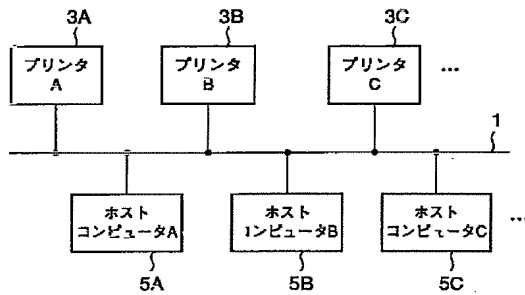 3A
3B
3C
プリンタ
A
プリンタ
B
プリンタ
C
...
1
ホスト
コンピュータA
ホスト
コンピュータB
ホスト
コンピュータC
...
5A
5B
5C